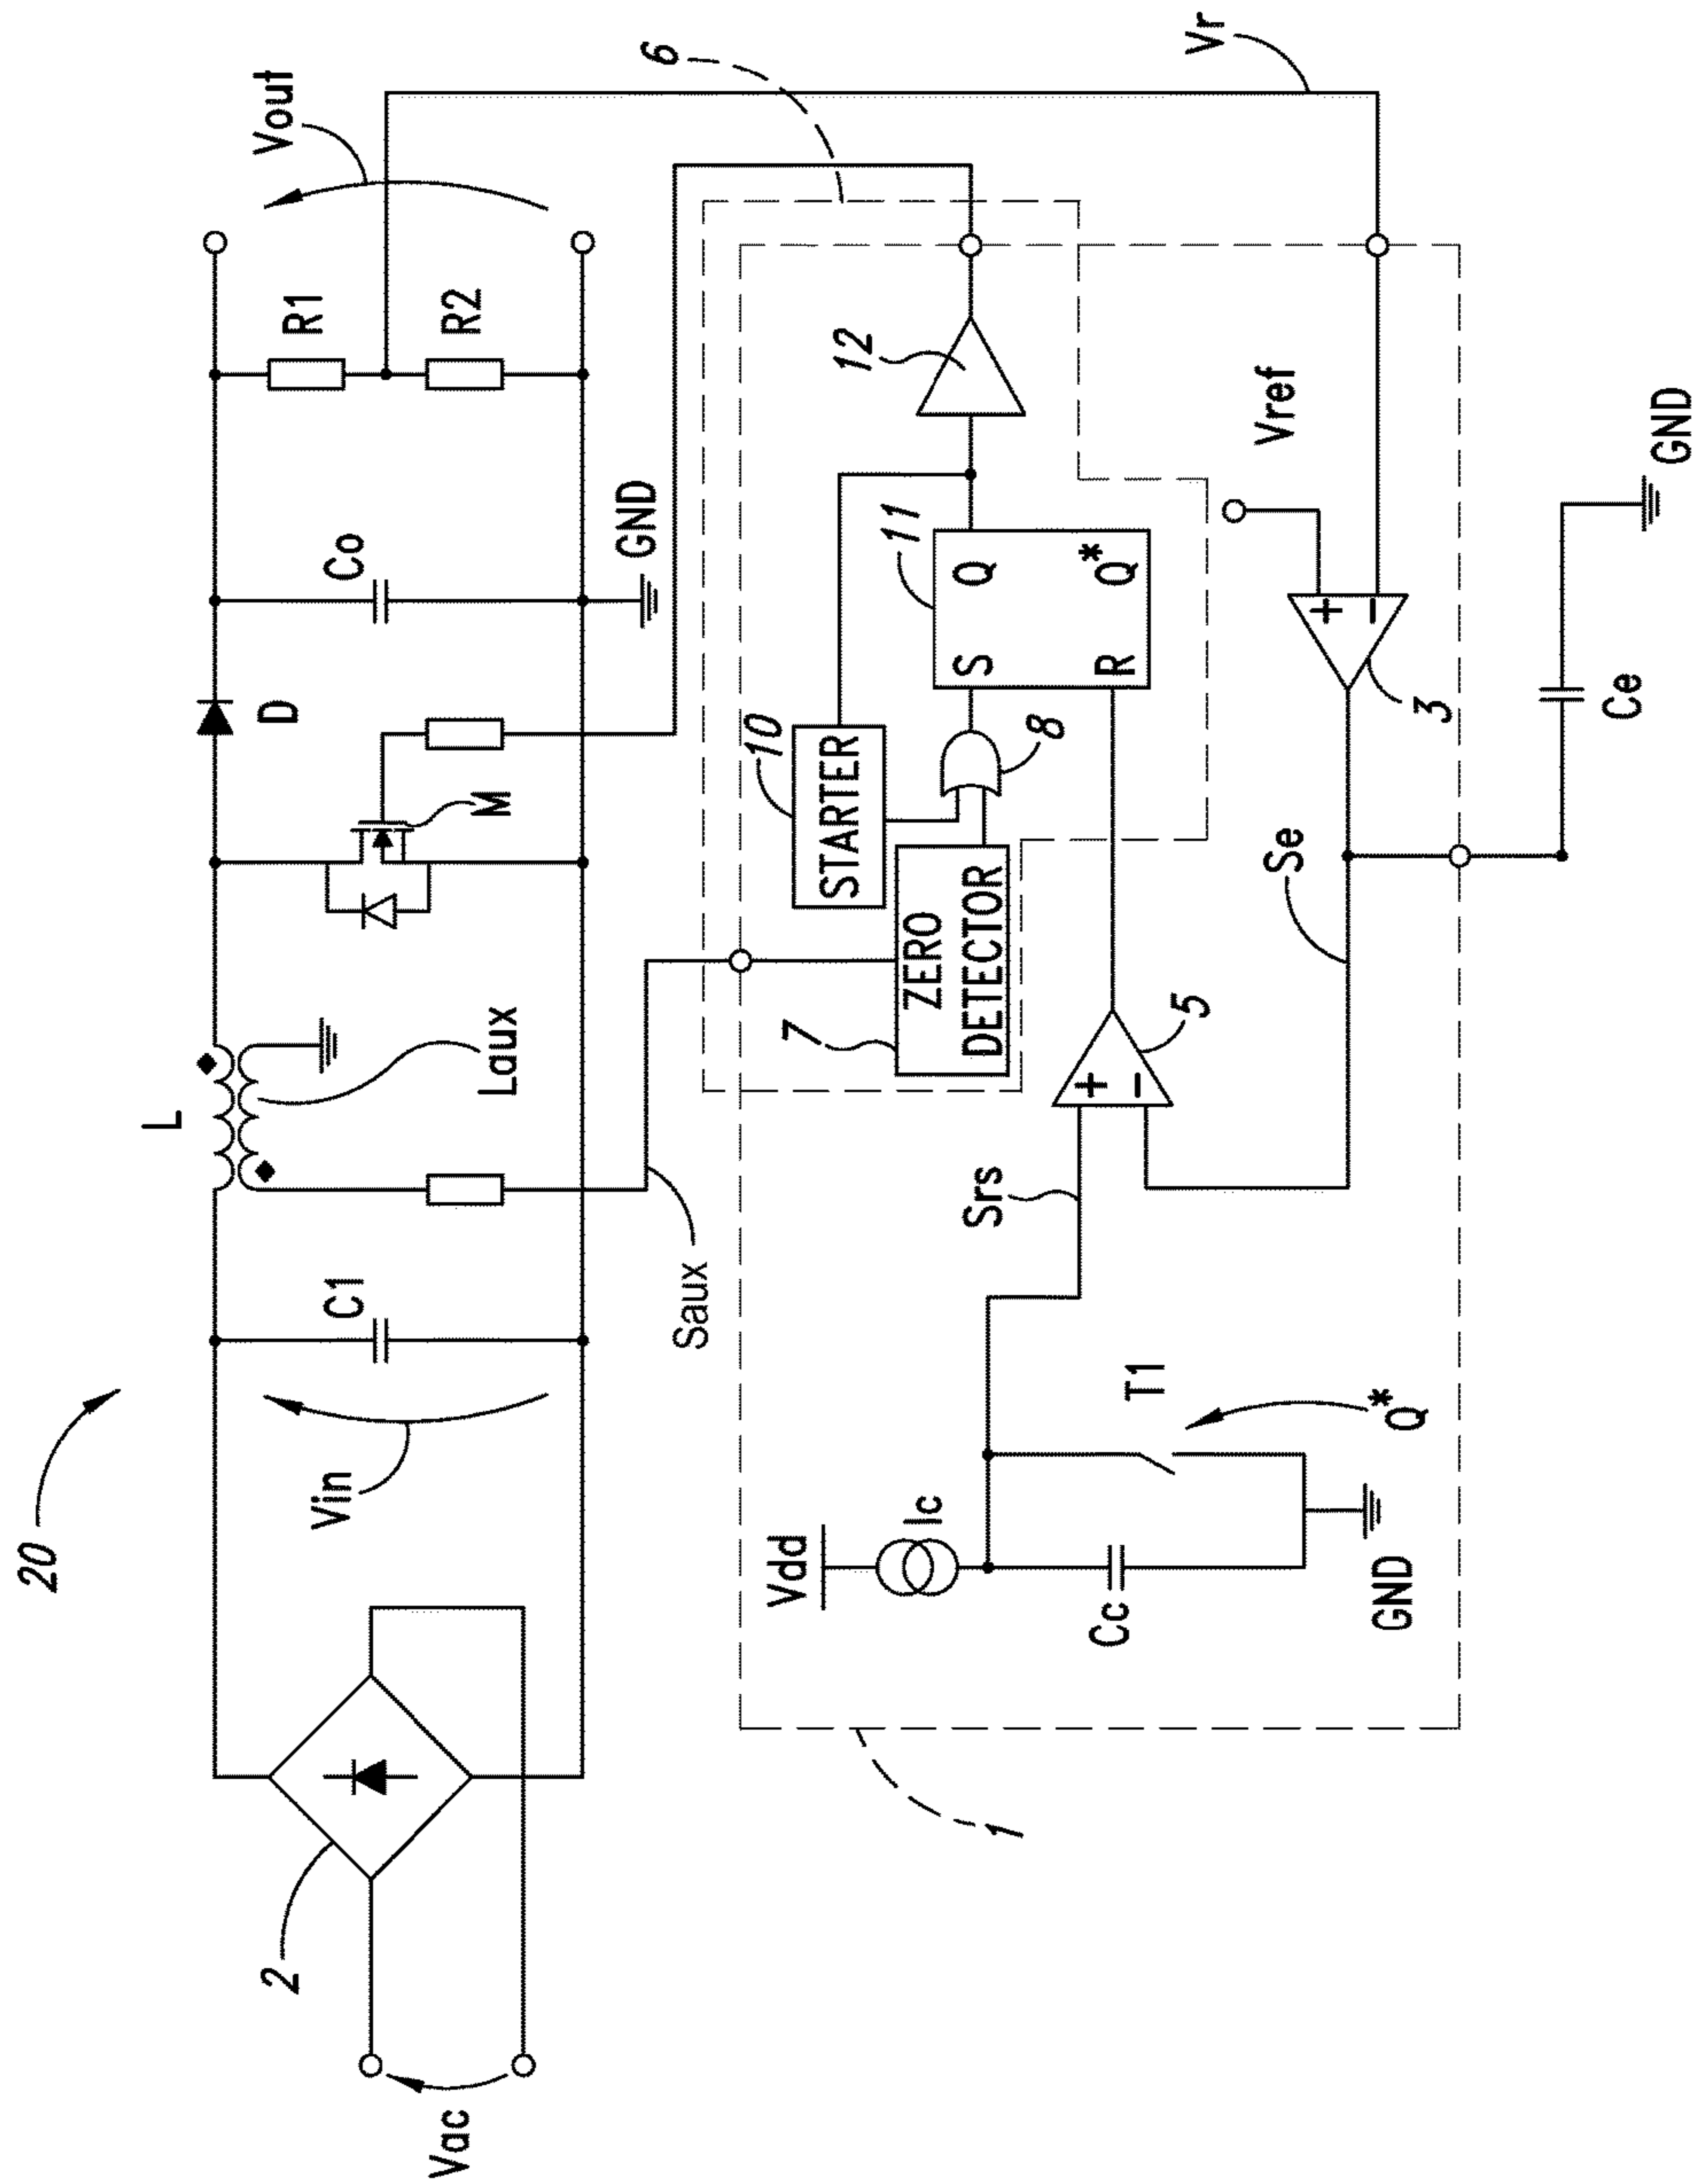 20
Vac
2
Vin
C1
L
Laux
Saux
M
D
Co
GND
R1
R2
Vout
6
Vr
1
Vdd
Ic
Cc
GND
T1
Q*
Srs
5
+
−
7
ZERO
DETECTOR
10
STARTER
8
11
S
Q
R
Q*
12
Vref
+
−
3
Se
Ce
GND